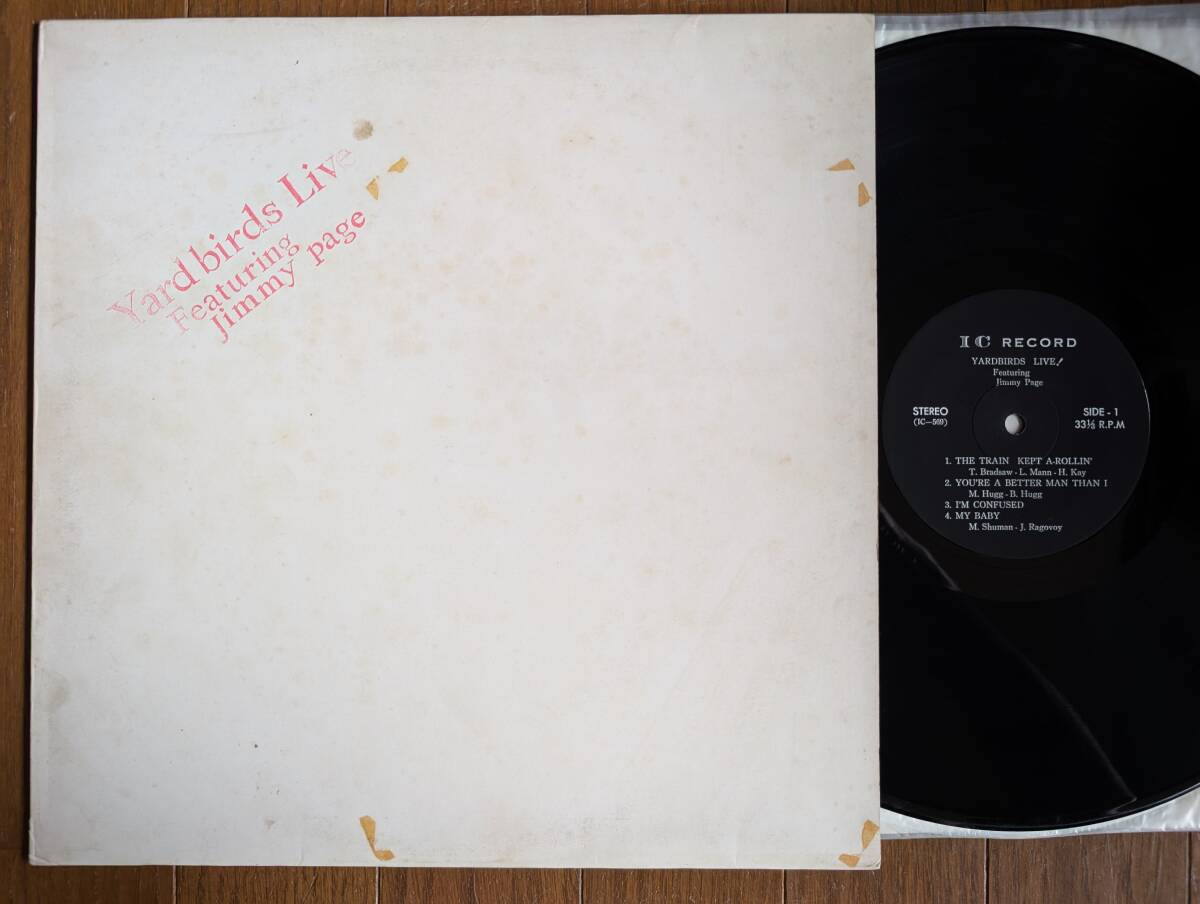 Yardbirds Live
Featuring
Jimmy page
IC RECORD
YARDBIRDS LIVE!
Featuring
Jimmy Page
STEREO
(IC—569)
SIDE - 1
33⅓ R.P.M
1. THE TRAIN KEPT A-ROLLIN'
T. Bradsaw - L. Mann - H. Kay
2. YOU'RE A BETTER MAN THAN I
M. Hugg - B. Hugg
3. I'M CONFUSED
4. MY BABY
M. Shuman - J. Ragovoy